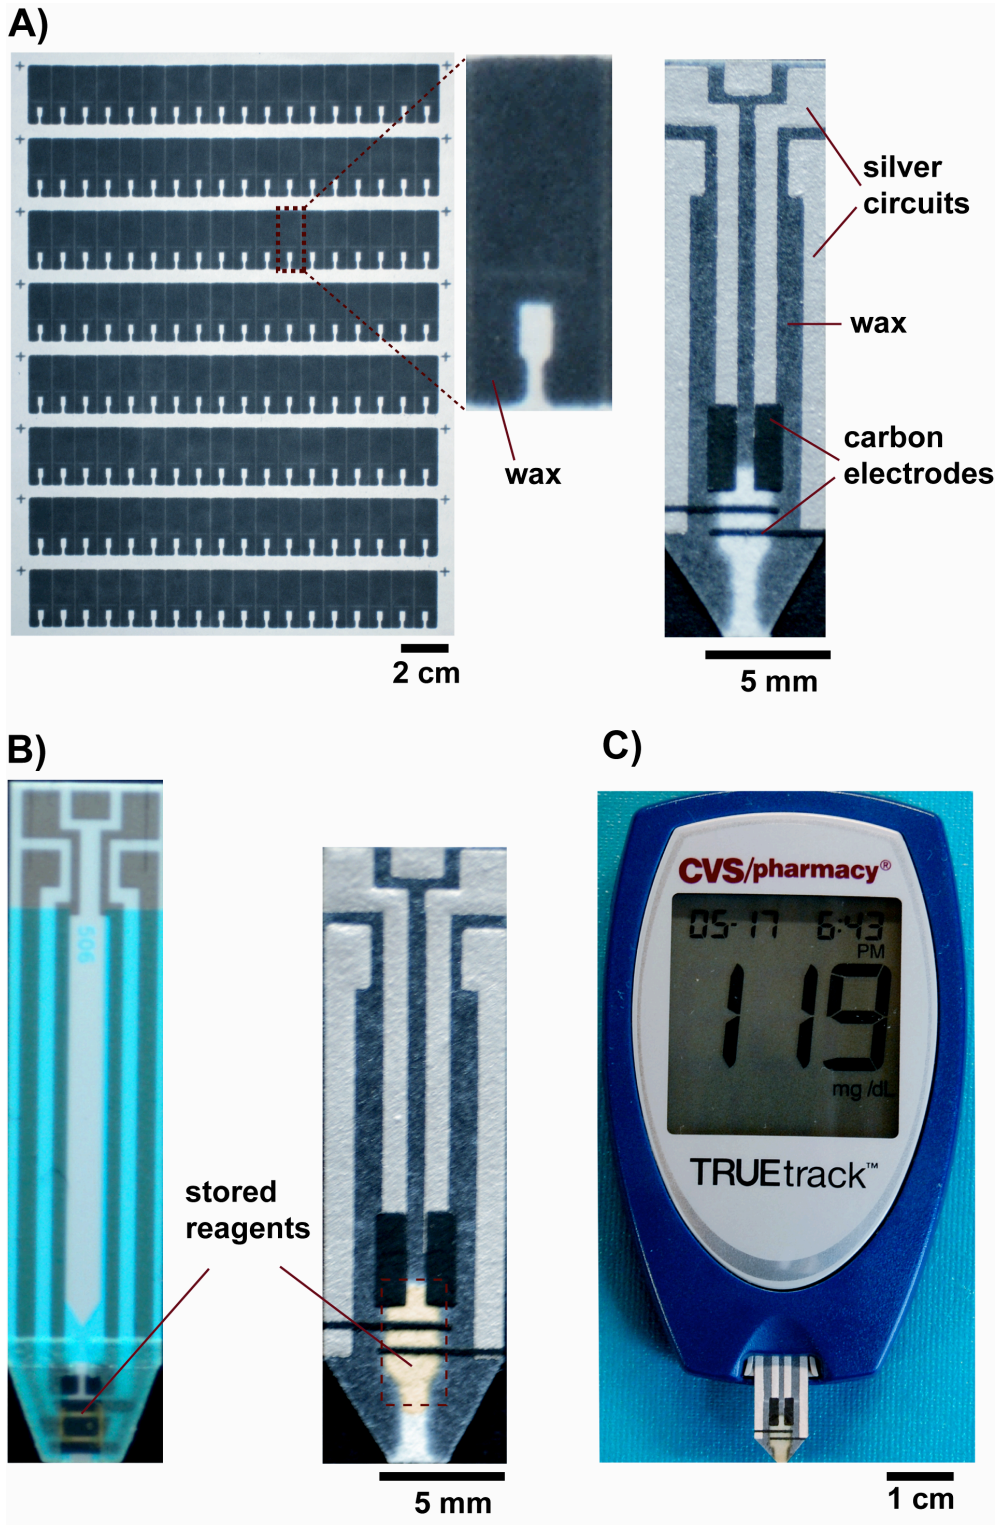 A)
silver
circuits
wax
carbon
electrodes
wax
2 cm
5 mm
B)
506
stored
reagents
5 mm
C)
CVS/pharmacy®
05-17 6:43
PM
119
mg/dL
TRUEtrack™
1 cm